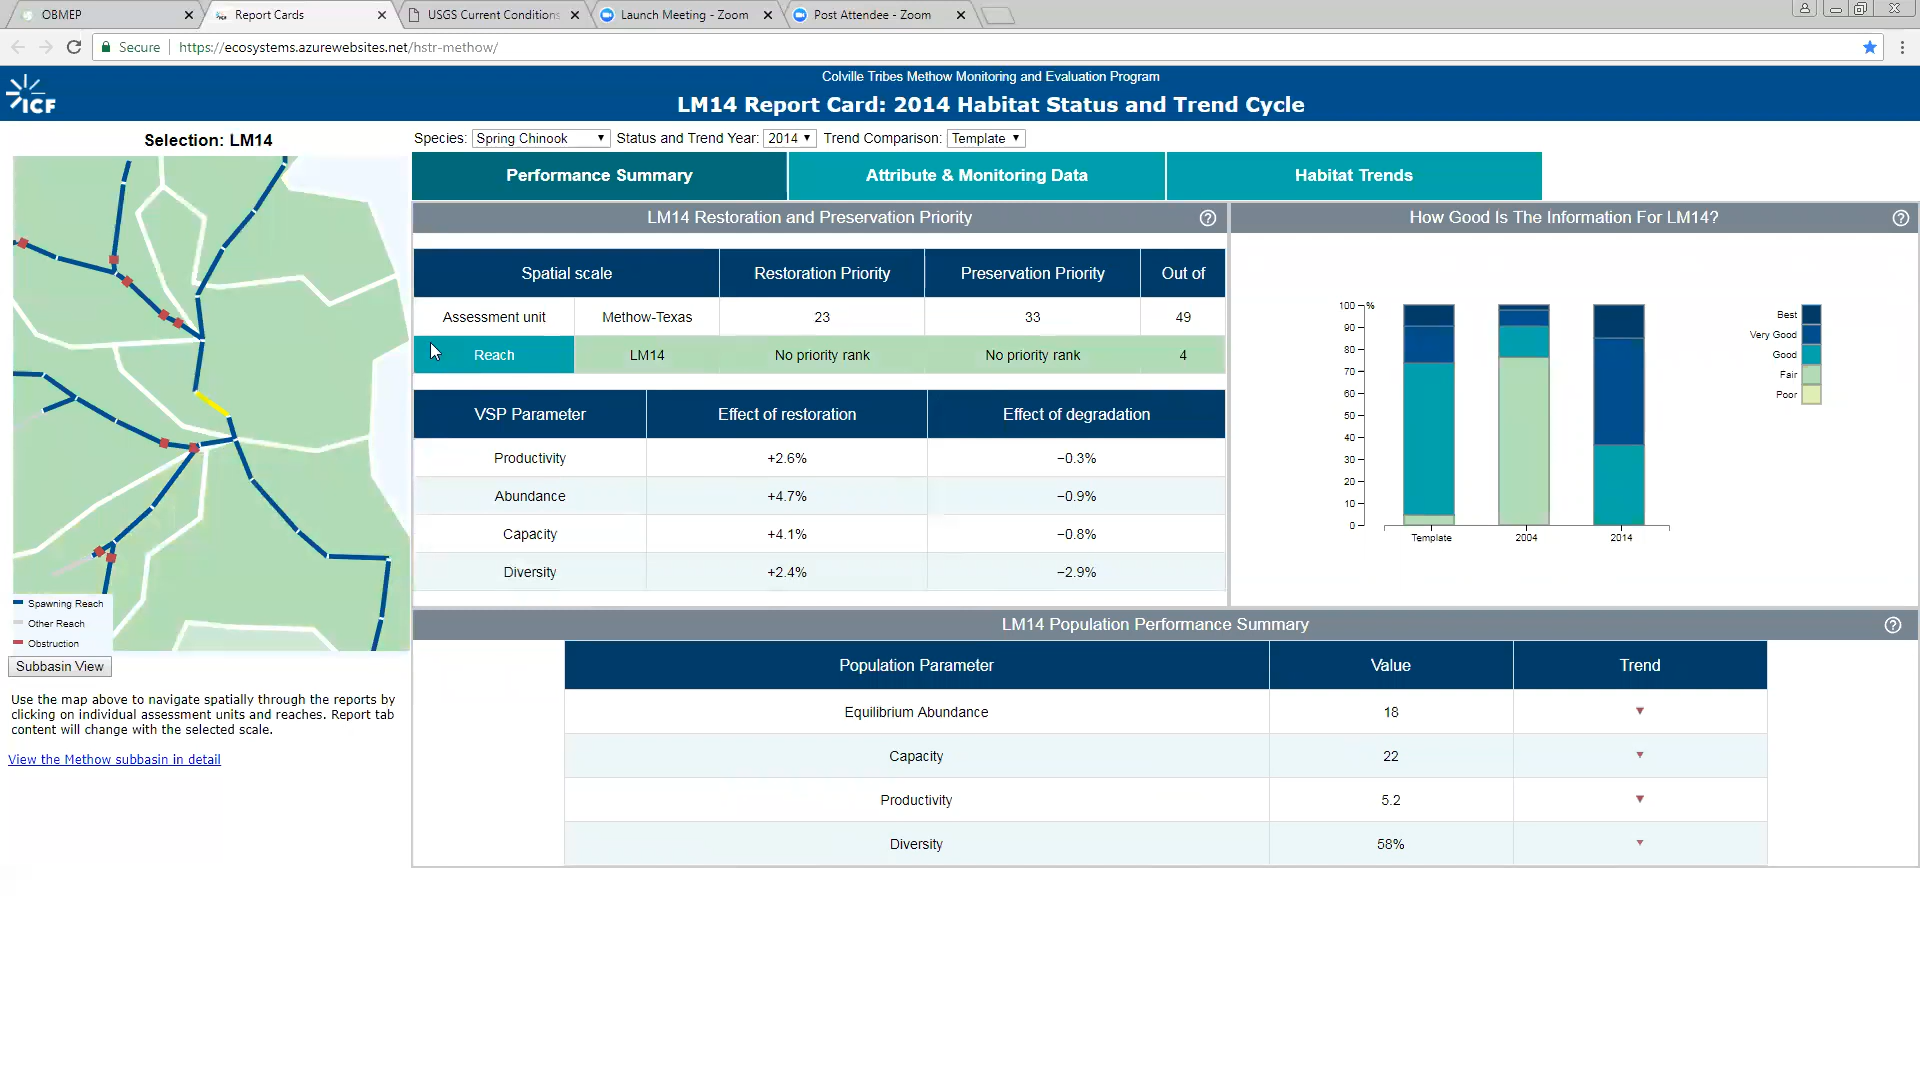 OBMEP
Report Cards
USGS Current Conditions
Launch Meeting - Zoom
Post Attendee - Zoom
Secure https://ecosystems.azurewebsites.net/hstr-methow/
ICF
Colville Tribes Methow Monitoring and Evaluation Program
LM14 Report Card: 2014 Habitat Status and Trend Cycle
Selection: LM14
Species: Spring Chinook Status and Trend Year: 2014 Trend Comparison: Template
Performance Summary
Attribute & Monitoring Data
Habitat Trends
LM14 Restoration and Preservation Priority
Spatial scale Restoration Priority Preservation Priority Out of
Assessment unit Methow-Texas 23 33 49
Reach LM14 No priority rank No priority rank 4
VSP Parameter Effect of restoration Effect of degradation
Productivity +2.6% −0.3%
Abundance +4.7% −0.9%
Capacity +4.1% −0.8%
Diversity +2.4% −2.9%
How Good Is The Information For LM14?
100 %
90
80
70
60
50
40
30
20
10
0
Template 2004 2014
Best
Very Good
Good
Fair
Poor
LM14 Population Performance Summary
Population Parameter Value Trend
Equilibrium Abundance 18
Capacity 22
Productivity 5.2
Diversity 58%
Spawning Reach
Other Reach
Obstruction
Subbasin View
Use the map above to navigate spatially through the reports by
clicking on individual assessment units and reaches. Report tab
content will change with the selected scale.
View the Methow subbasin in detail